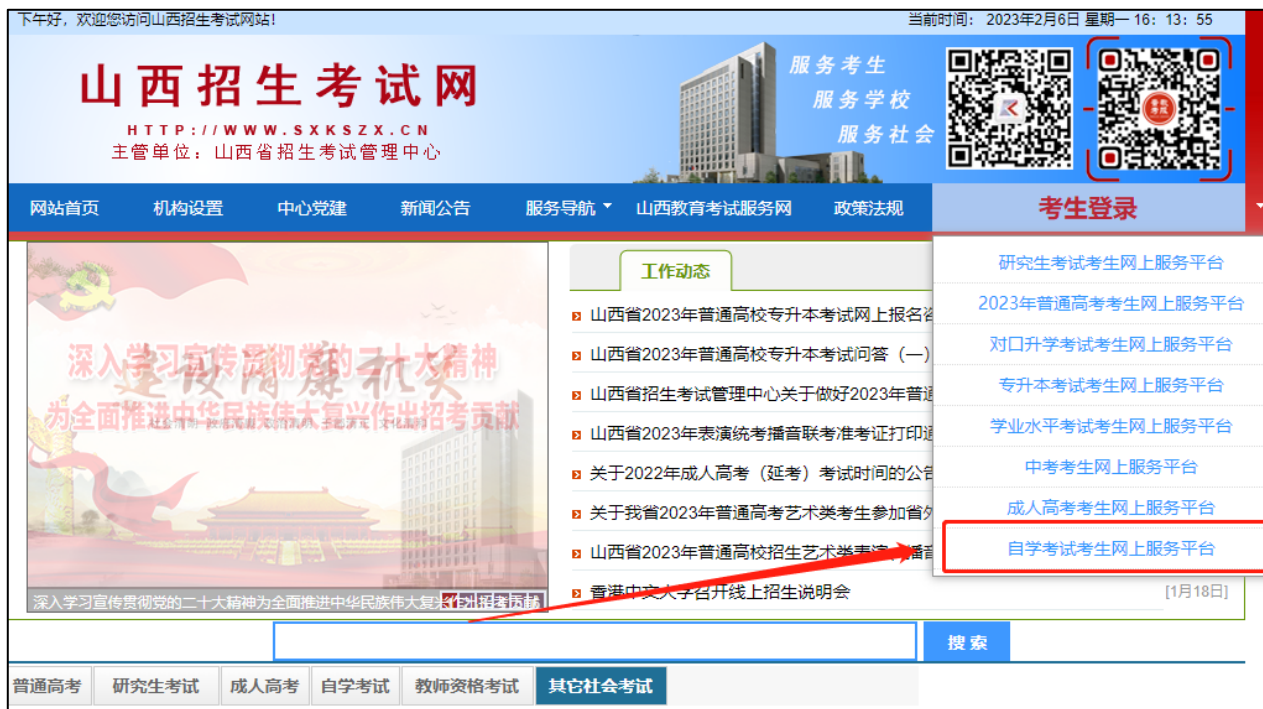 下午好，欢迎您访问山西招生考试网站！
当前时间： 2023年2月6日 星期一 16：13：55
山西招生考试网
HTTP://WWW.SXKSZX.CN
主管单位：山西省招生考试管理中心
服务考生
服务学校
服务社会
网站首页 机构设置 中心党建 新闻公告 服务导航 山西教育考试服务网 政策法规 考生登录
研究生考试考生网上服务平台
2023年普通高考考生网上服务平台
对口升学考试考生网上服务平台
专升本考试考生网上服务平台
学业水平考试考生网上服务平台
中考考生网上服务平台
成人高考考生网上服务平台
自学考试考生网上服务平台
深入学习宣传贯彻党的二十大精神
为全面推进中华民族伟大复兴作出招考贡献
建设清廉机关
深入学习宣传贯彻党的二十大精神为全面推进中华民族伟大复兴作出招考贡献
工作动态
山西省2023年普通高校专升本考试网上报名
山西省2023年普通高校专升本考试问答（一）
山西省招生考试管理中心关于做好2023年普通
山西省2023年表演统考播音联考准考证打印
关于2022年成人高考（延考）考试时间的公告
关于我省2023年普通高考艺术类考生参加省外
山西省2023年普通高校招生艺术类表演、播音
香港中文大学召开线上招生说明会 [1月18日]
搜 索
普通高考 研究生考试 成人高考 自学考试 教师资格考试 其它社会考试